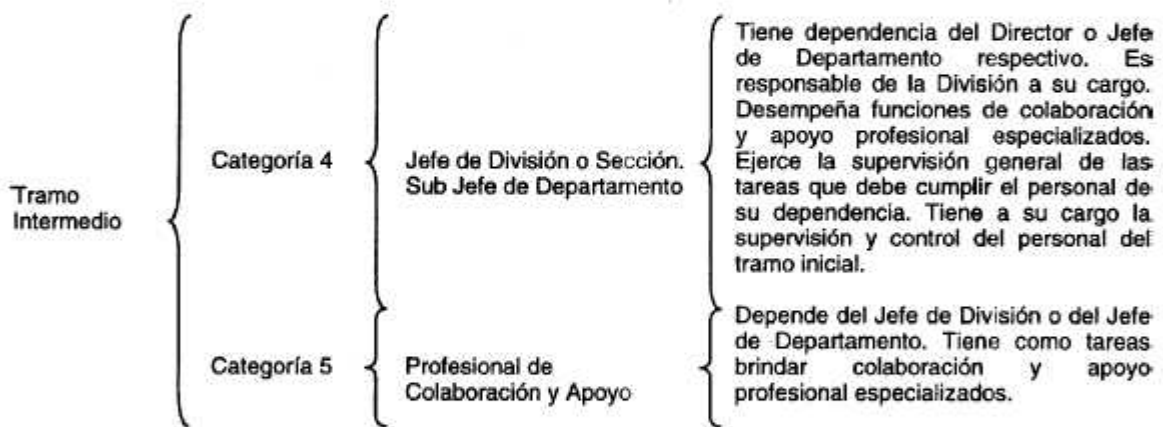 Tramo
Intermedio
Categoría 4
Jefe de División o Sección.
Sub Jefe de Departamento
Tiene dependencia del Director o Jefe
de Departamento respectivo. Es
responsable de la División a su cargo.
Desempeña funciones de colaboración
y apoyo profesional especializados.
Ejerce la supervisión general de las
tareas que debe cumplir el personal de
su dependencia. Tiene a su cargo la
supervisión y control del personal del
tramo inicial.
Categoría 5
Profesional de
Colaboración y Apoyo
Depende del Jefe de División o del Jefe
de Departamento. Tiene como tareas
brindar colaboración y apoyo
profesional especializados.